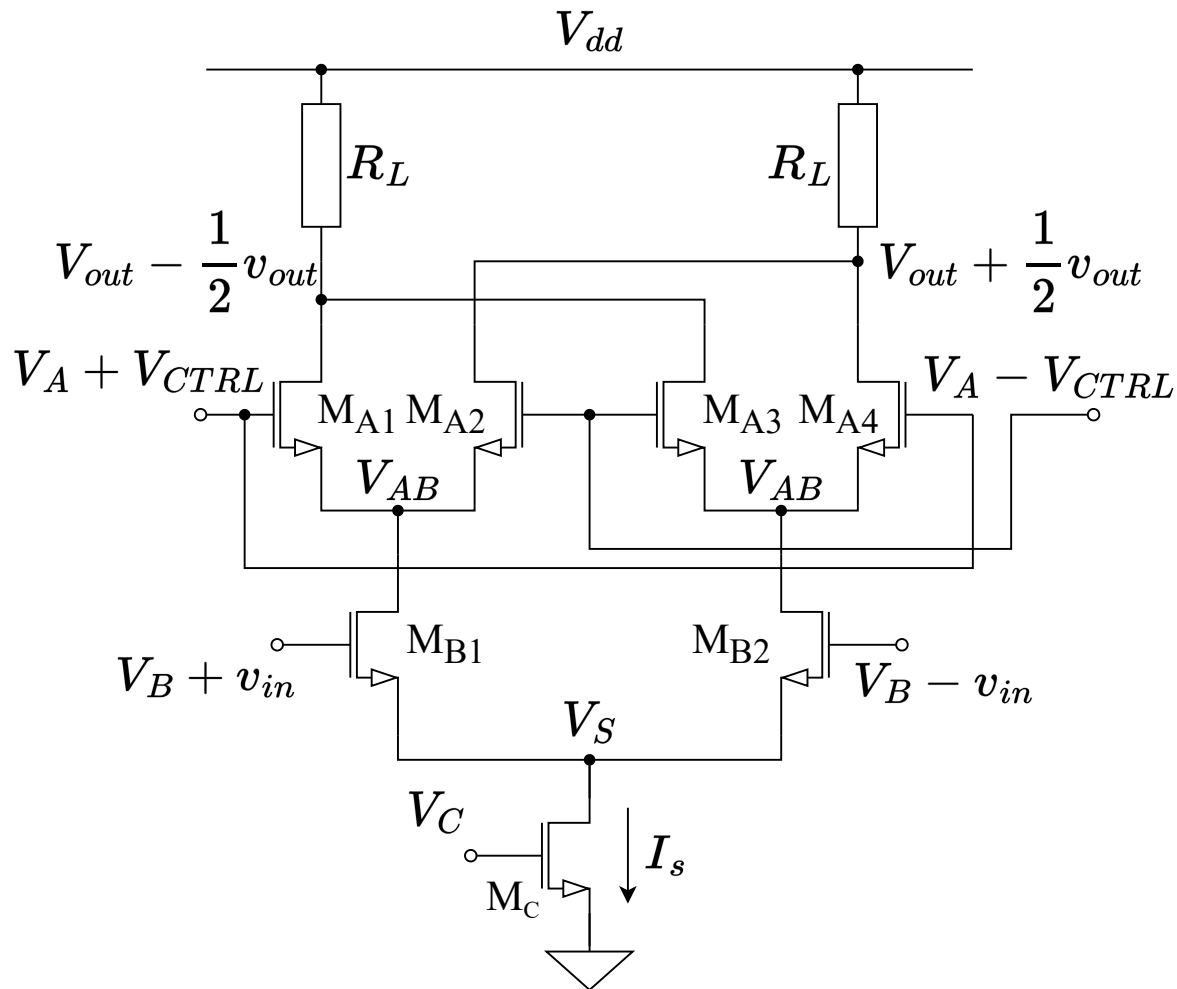 V_{dd}
R_L R_L
V_{out} - \frac{1}{2} v_{out} V_{out} + \frac{1}{2} v_{out}
V_A + V_{CTRL} V_A - V_{CTRL}
M_{A1} M_{A2} M_{A3} M_{A4}
V_{AB} V_{AB}
M_{B1} M_{B2}
V_B + v_{in} V_B - v_{in}
V_S
V_C
I_s
M_C